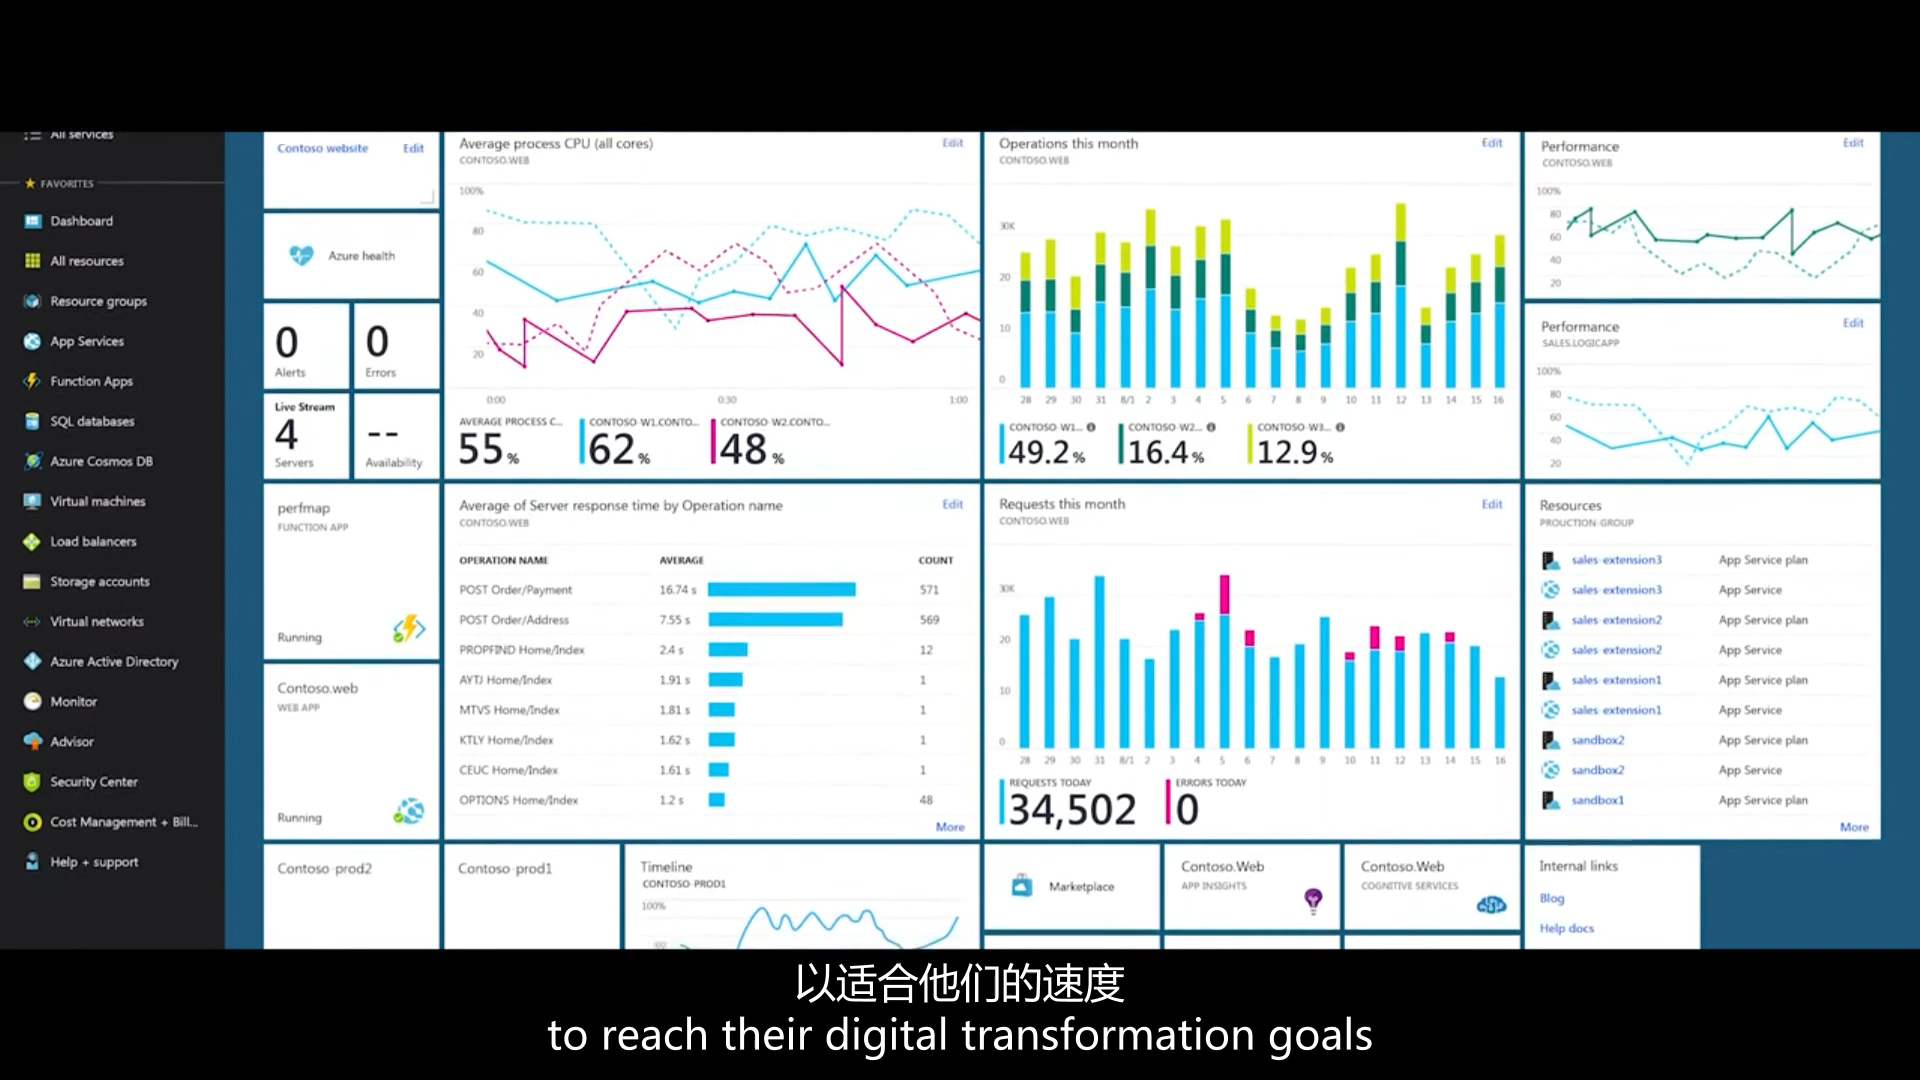 All services
FAVORITES
Dashboard
All resources
Resource groups
App Services
Function Apps
SQL databases
Azure Cosmos DB
Virtual machines
Load balancers
Storage accounts
Virtual networks
Azure Active Directory
Monitor
Advisor
Security Center
Cost Management + Bill...
Help + support
Contoso website Edit
Azure health
0 0
Alerts Errors
Live Stream
4 --
Servers Availability
perfmap
FUNCTION APP
Running
Contoso.web
WEB APP
Running
Contoso-prod2
Average process CPU (all cores) Edit
CONTOSO.WEB
100%
80
60
40
20
0:00 0:30 1:00
AVERAGE PROCESS C... CONTOSO-W1.CONTO... CONTOSO-W2.CONTO...
55 % 62 % 48 %
Operations this month Edit
CONTOSO.WEB
30K
20
10
0
28 29 30 31 8/1 2 3 4 5 6 7 8 9 10 11 12 13 14 15 16
CONTOSO-W1... CONTOSO-W2... CONTOSO-W3...
49.2 % 16.4 % 12.9 %
Performance Edit
CONTOSO.WEB
100%
80
60
40
20
Performance Edit
SALES.LOGICAPP
100%
80
60
40
20
Average of Server response time by Operation name Edit
CONTOSO.WEB
OPERATION NAME AVERAGE COUNT
POST Order/Payment 16.74 s 571
POST Order/Address 7.55 s 569
PROPFIND Home/Index 2.4 s 12
AYTJ Home/Index 1.91 s 1
MTVS Home/Index 1.81 s 1
KTLY Home/Index 1.62 s 1
CEUC Home/Index 1.61 s 1
OPTIONS Home/Index 1.2 s 48
More
Requests this month Edit
CONTOSO.WEB
30K
20
10
0
28 29 30 31 8/1 2 3 4 5 6 7 8 9 10 11 12 13 14 15 16
REQUESTS TODAY ERRORS TODAY
34,502 0
Resources
PROUCTION-GROUP
sales-extension3 App Service plan
sales-extension3 App Service
sales-extension2 App Service plan
sales-extension2 App Service
sales-extension1 App Service plan
sales-extension1 App Service
sandbox2 App Service plan
sandbox2 App Service
sandbox1 App Service plan
More
Contoso-prod1
Timeline
CONTOSO-PROD1
100%
Marketplace
Contoso.Web
APP INSIGHTS
Contoso.Web
COGNITIVE SERVICES
Internal links
Blog
Help docs
以适合他们的速度
to reach their digital transformation goals